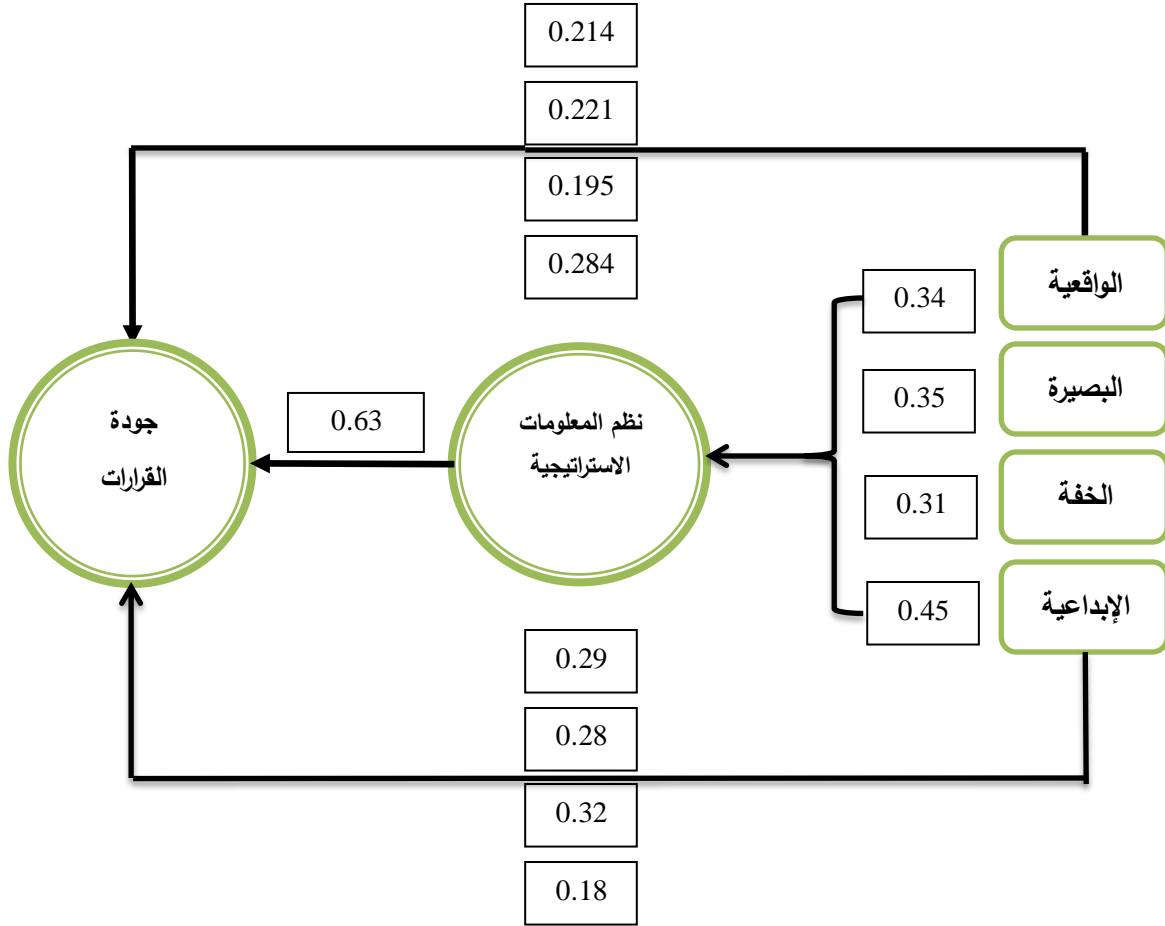 0.214
0.221
0.195
0.284
الواقعية
0.34
البصيرة
0.35
نظم المعلومات
الاستراتيجية
0.63
جودة
القرارات
الخفة
0.31
الإبداعية
0.45
0.29
0.28
0.32
0.18